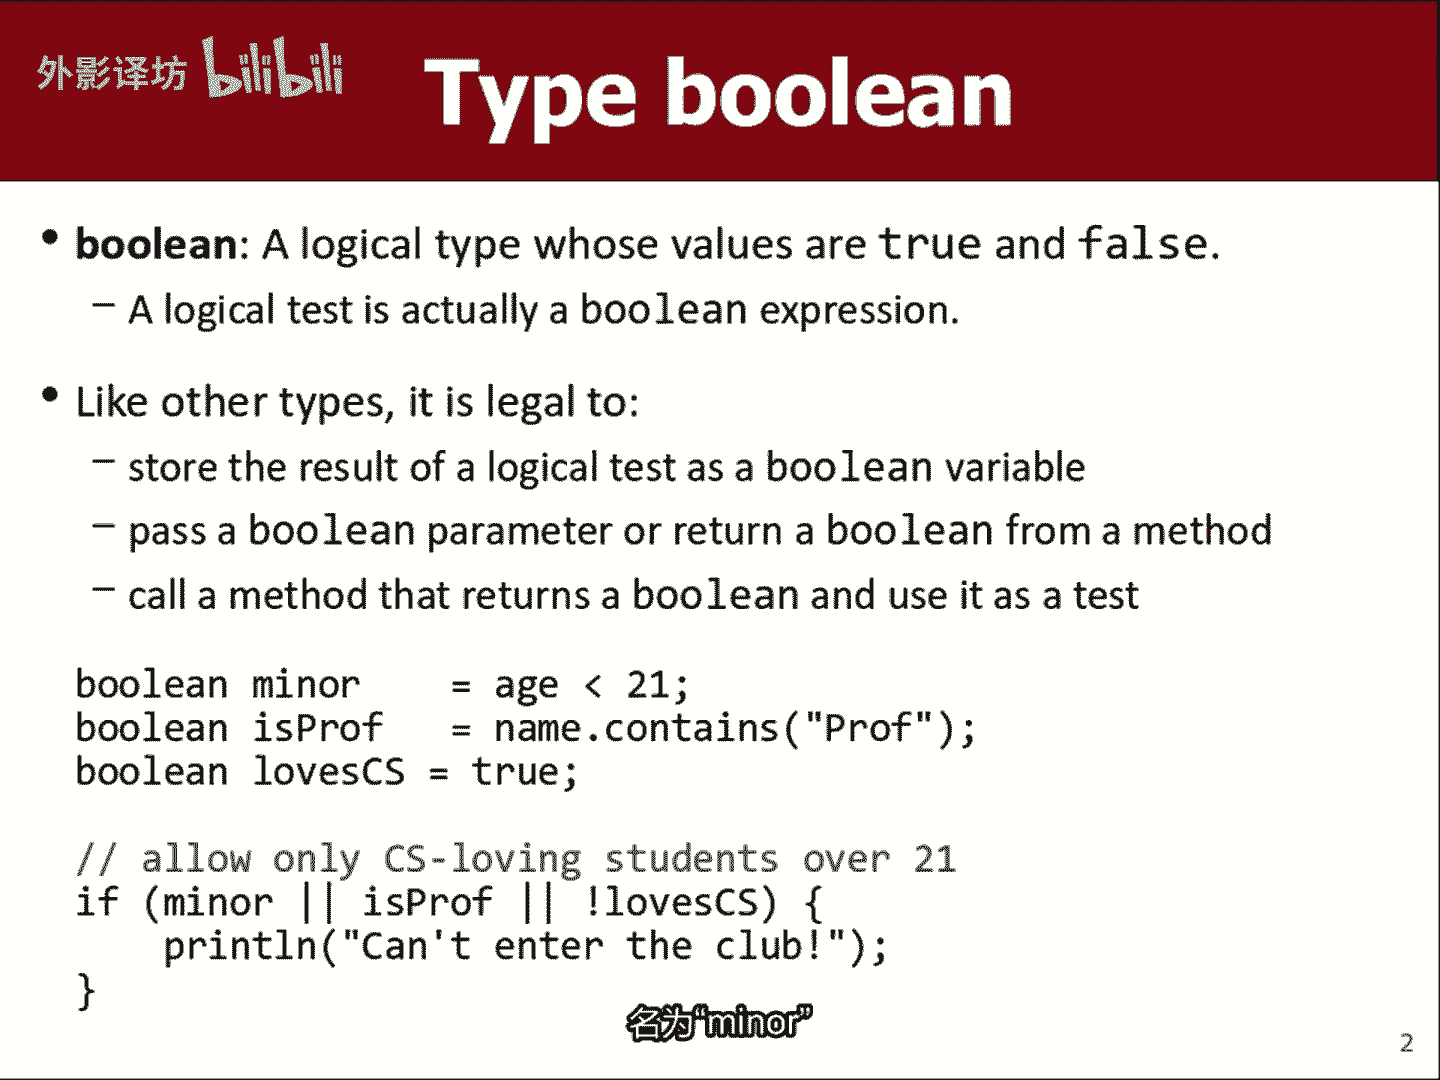 外影译坊 bilibili
Type boolean
• boolean: A logical type whose values are true and false.
– A logical test is actually a boolean expression.
• Like other types, it is legal to:
– store the result of a logical test as a boolean variable
– pass a boolean parameter or return a boolean from a method
– call a method that returns a boolean and use it as a test
boolean minor    = age < 21;
boolean isProf   = name.contains("Prof");
boolean lovesCS = true;
// allow only CS-loving students over 21
if (minor || isProf || !lovesCS) {
    println("Can't enter the club!");
}
名为“minor”
2